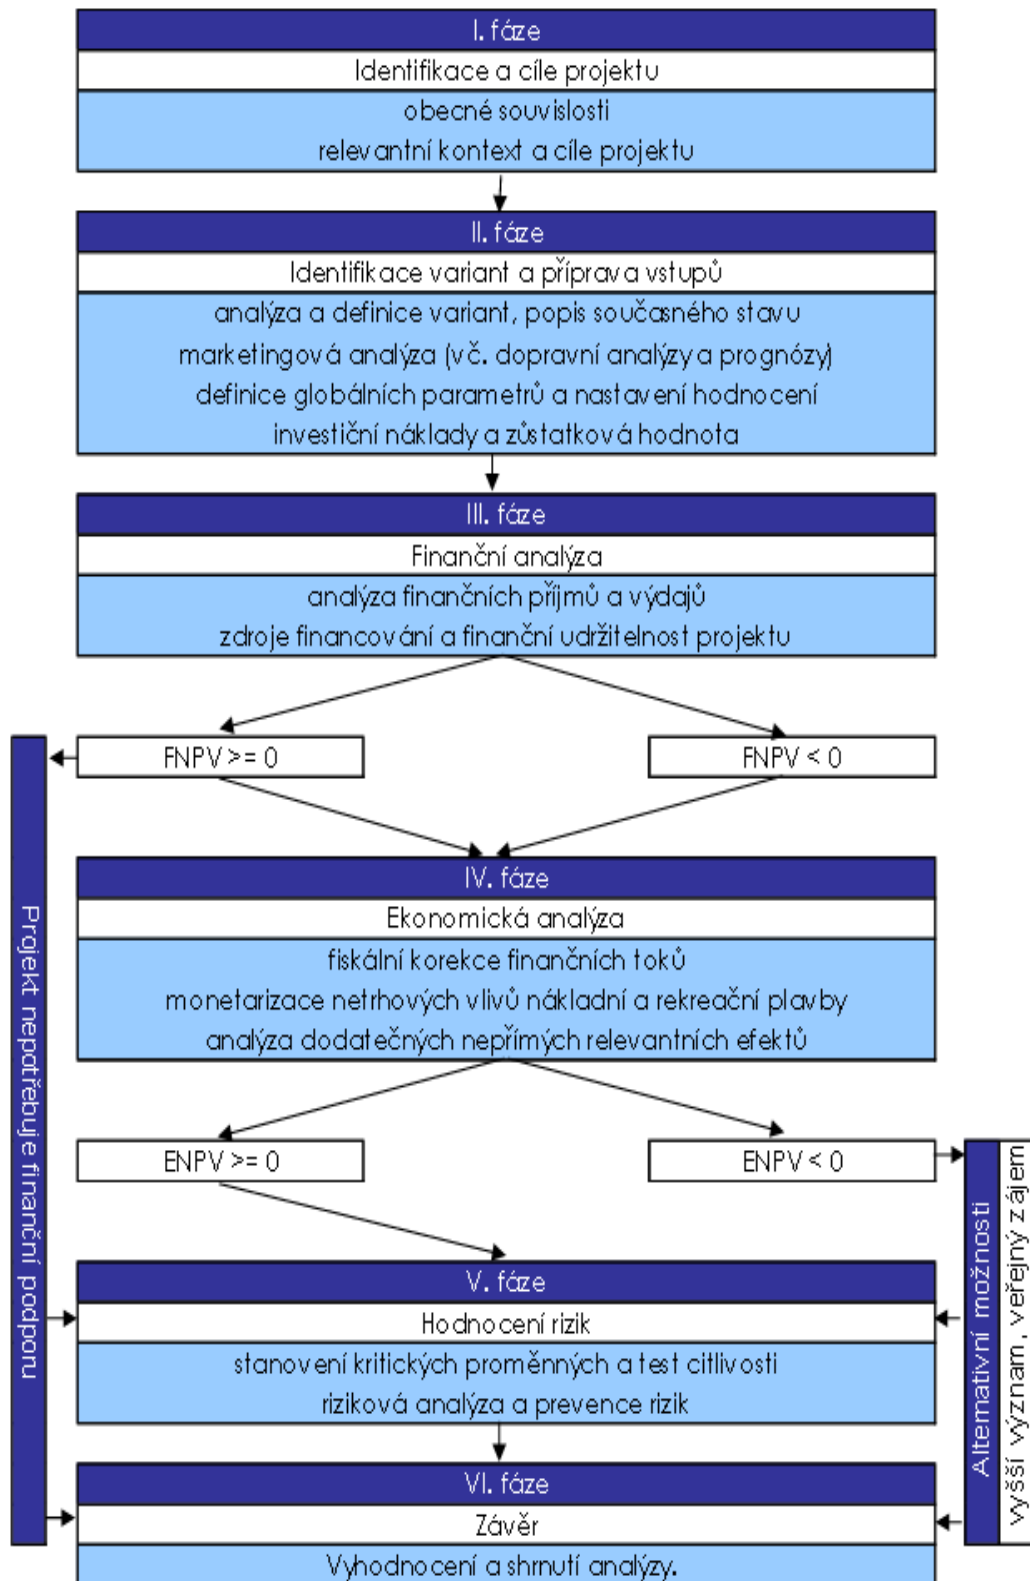 I. fáze
Identifikace a cíle projektu
obecné souvislosti
relevantní kontext a cíle projektu
II. fáze
Identifikace variant a příprava vstupů
analýza a definice variant, popis současného stavu
marketingová analýza (vč. dopravní analýzy a prognózy)
definice globálních parametrů a nastavení hodnocení
investiční náklady a zůstatková hodnota
III. fáze
Finanční analýza
analýza finančních příjmů a výdajů
zdroje financování a finanční udržitelnost projektu
FNPV >= 0
FNPV < 0
Projekt nepotřebuje finanční podporu
IV. fáze
Ekonomická analýza
fiskální korekce finančních toků
monetarizace netrhových vlivů nákladní a rekreační plavby
analýza dodatečných nepřímých relevantních efektů
ENPV >= 0
ENPV < 0
Alternativní možnosti
vyšší význam, veřejný zájem
V. fáze
Hodnocení rizik
stanovení kritických proměnných a test citlivosti
riziková analýza a prevence rizik
VI. fáze
Závěr
Vyhodnocení a shrnutí analýzy.